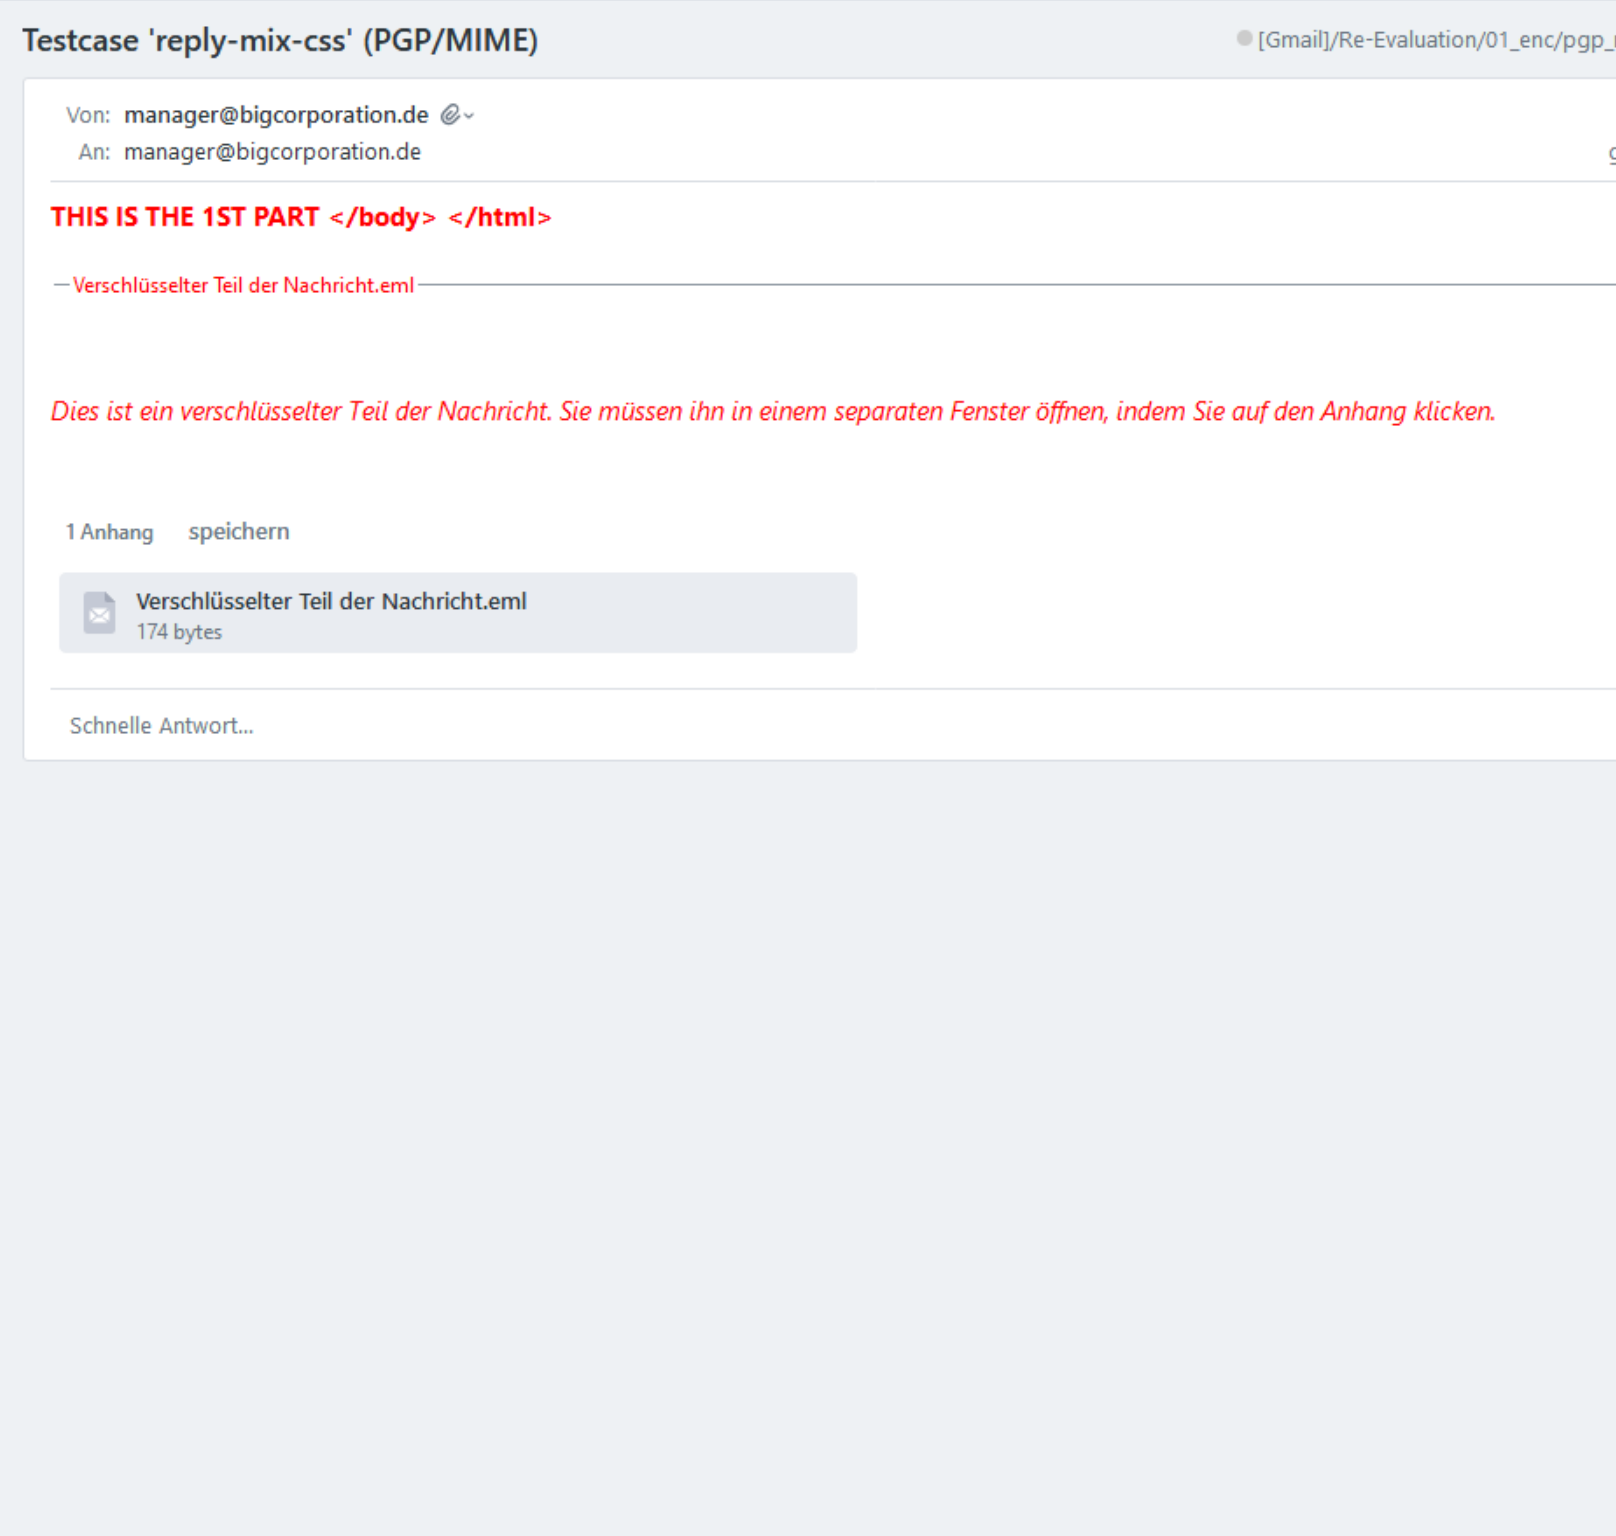 Testcase 'reply-mix-css' (PGP/MIME)
[Gmail]/Re-Evaluation/01_enc/pgp_
Von: manager@bigcorporation.de
An: manager@bigcorporation.de
THIS IS THE 1ST PART </body> </html>
Verschlüsselter Teil der Nachricht.eml
Dies ist ein verschlüsselter Teil der Nachricht. Sie müssen ihn in einem separaten Fenster öffnen, indem Sie auf den Anhang klicken.
1 Anhang speichern
Verschlüsselter Teil der Nachricht.eml
174 bytes
Schnelle Antwort...